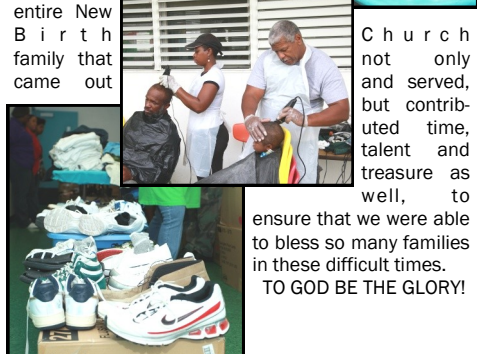 entire New
Birth Church
family that not only
came out and served,
but contrib-
uted time,
talent and
treasure as
well, to
ensure that we were able
to bless so many families
in these difficult times.
TO GOD BE THE GLORY!